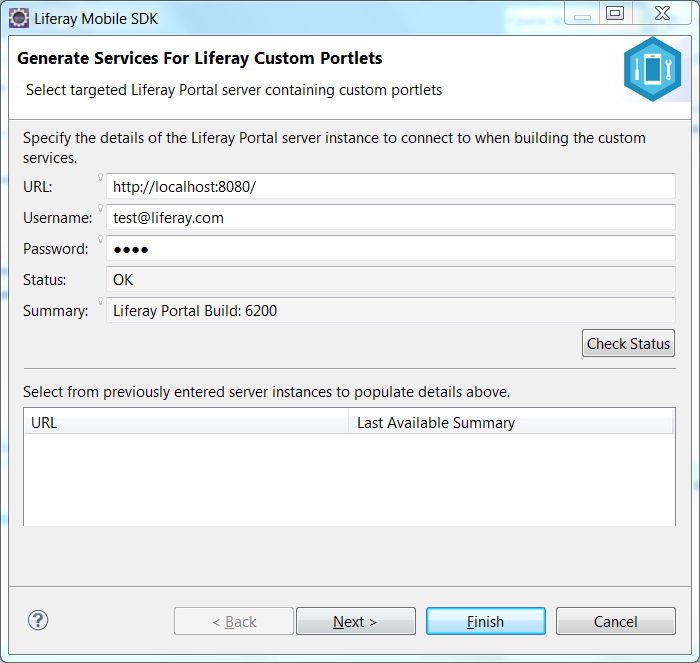 Liferay Mobile SDK
Generate Services For Liferay Custom Portlets
Select targeted Liferay Portal server containing custom portlets
Specify the details of the Liferay Portal server instance to connect to when building the custom
services.
URL: http://localhost:8080/
Username: test@liferay.com
Password: ●●●●
Status: OK
Summary: Liferay Portal Build: 6200
Check Status
Select from previously entered server instances to populate details above.
URL Last Available Summary
? < Back Next > Finish Cancel